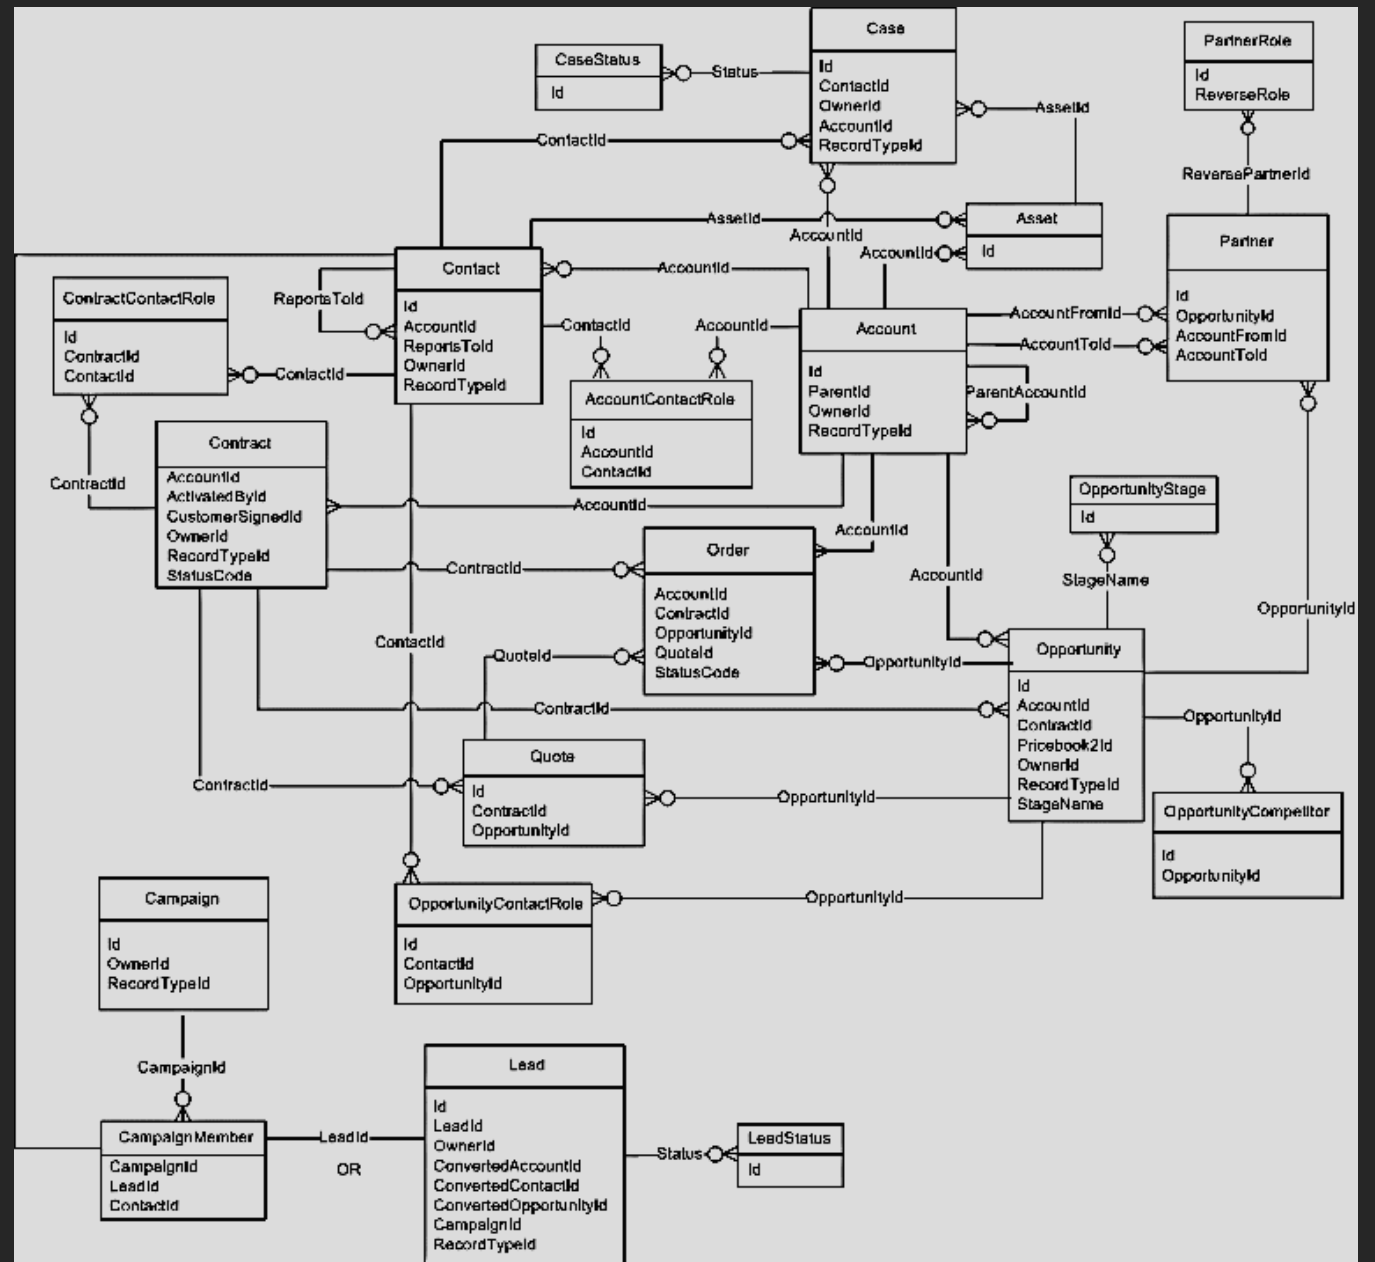 Case
Id
ContactId
OwnerId
AccountId
RecordTypeId
CaseStatus
Id
Status
PartnerRole
Id
ReverseRole
AssetId
ContactId
ReversePartnerId
AssetId
AccountId
Asset
Id
AccountId
Partner
Id
OpportunityId
AccountFromId
AccountToId
Contact
Id
AccountId
ReportsToId
OwnerId
RecordTypeId
AccountId
ReportsToId
ContractContactRole
Id
ContractId
ContactId
ContactId
ContactId
AccountId
Account
Id
ParentId
OwnerId
RecordTypeId
AccountFromId
AccountToId
ParentAccountId
AccountContactRole
Id
AccountId
ContactId
Contract
AccountId
ActivatedById
CustomerSignedId
OwnerId
RecordTypeId
StatusCode
ContractId
AccountId
AccountId
AccountId
OpportunityStage
Id
StageName
OpportunityId
Order
AccountId
ContractId
OpportunityId
QuoteId
StatusCode
ContractId
ContactId
QuoteId
OpportunityId
ContractId
Opportunity
Id
AccountId
ContractId
Pricebook2Id
OwnerId
RecordTypeId
StageName
OpportunityId
Quote
Id
ContractId
OpportunityId
ContractId
OpportunityId
OpportunityCompetitor
Id
OpportunityId
OpportunityContactRole
Id
ContactId
OpportunityId
OpportunityId
Campaign
Id
OwnerId
RecordTypeId
CampaignId
CampaignMember
CampaignId
LeadId
ContactId
LeadId
OR
Lead
Id
LeadId
OwnerId
ConvertedAccountId
ConvertedContactId
ConvertedOpportunityId
CampaignId
RecordTypeId
Status
LeadStatus
Id